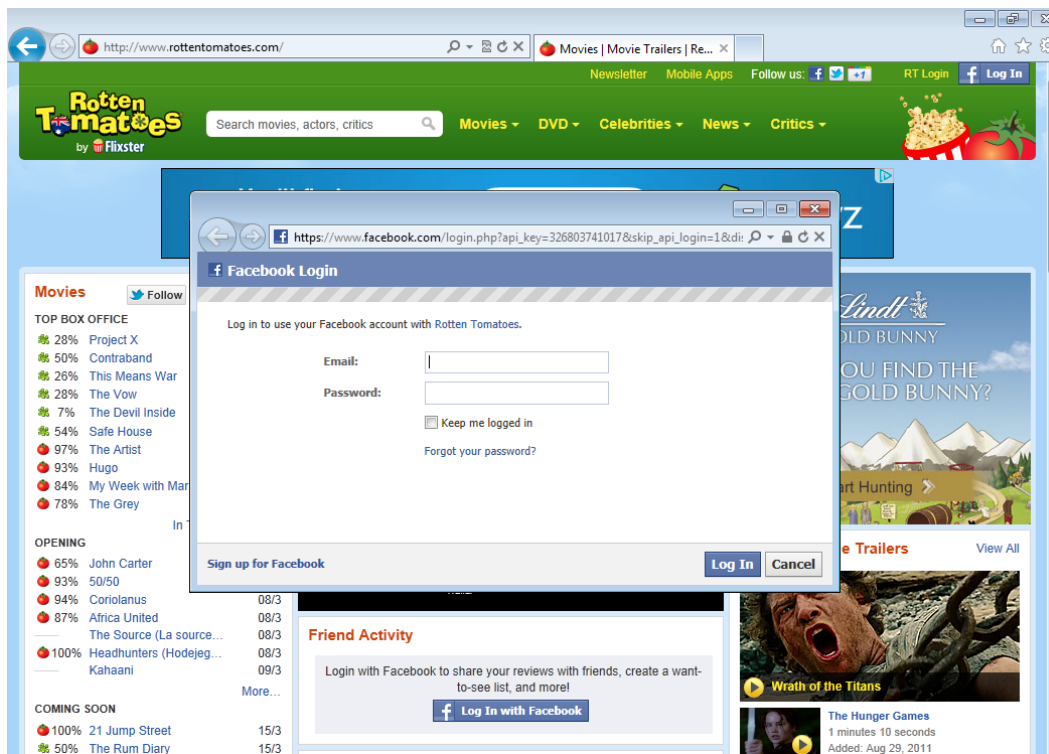 http://www.rottentomatoes.com/
Movies | Movie Trailers | Re...
Newsletter Mobile Apps Follow us: f +1 RT Login f Log In
Rotten Tomatoes
by Flixster
Search movies, actors, critics
Movies DVD Celebrities News Critics
YZ
https://www.facebook.com/login.php?api_key=326803741017&skip_api_login=1&di
Facebook Login
Log in to use your Facebook account with Rotten Tomatoes.
Email:
Password:
Keep me logged in
Forgot your password?
Sign up for Facebook
Log In Cancel
Movies
Follow
TOP BOX OFFICE
28% Project X
50% Contraband
26% This Means War
28% The Vow
7% The Devil Inside
54% Safe House
97% The Artist
93% Hugo
84% My Week with Mar
78% The Grey
In
OPENING
65% John Carter
93% 50/50
94% Coriolanus 08/3
87% Africa United 08/3
The Source (La source... 08/3
100% Headhunters (Hodejeg... 08/3
Kahaani 09/3
More...
COMING SOON
100% 21 Jump Street 15/3
50% The Rum Diary 15/3
Friend Activity
Login with Facebook to share your reviews with friends, create a want-
to-see list, and more!
Log In with Facebook
Lindt
OLD BUNNY
OU FIND THE
GOLD BUNNY?
art Hunting
e Trailers View All
Wrath of the Titans
The Hunger Games
1 minutes 10 seconds
Added: Aug 29, 2011